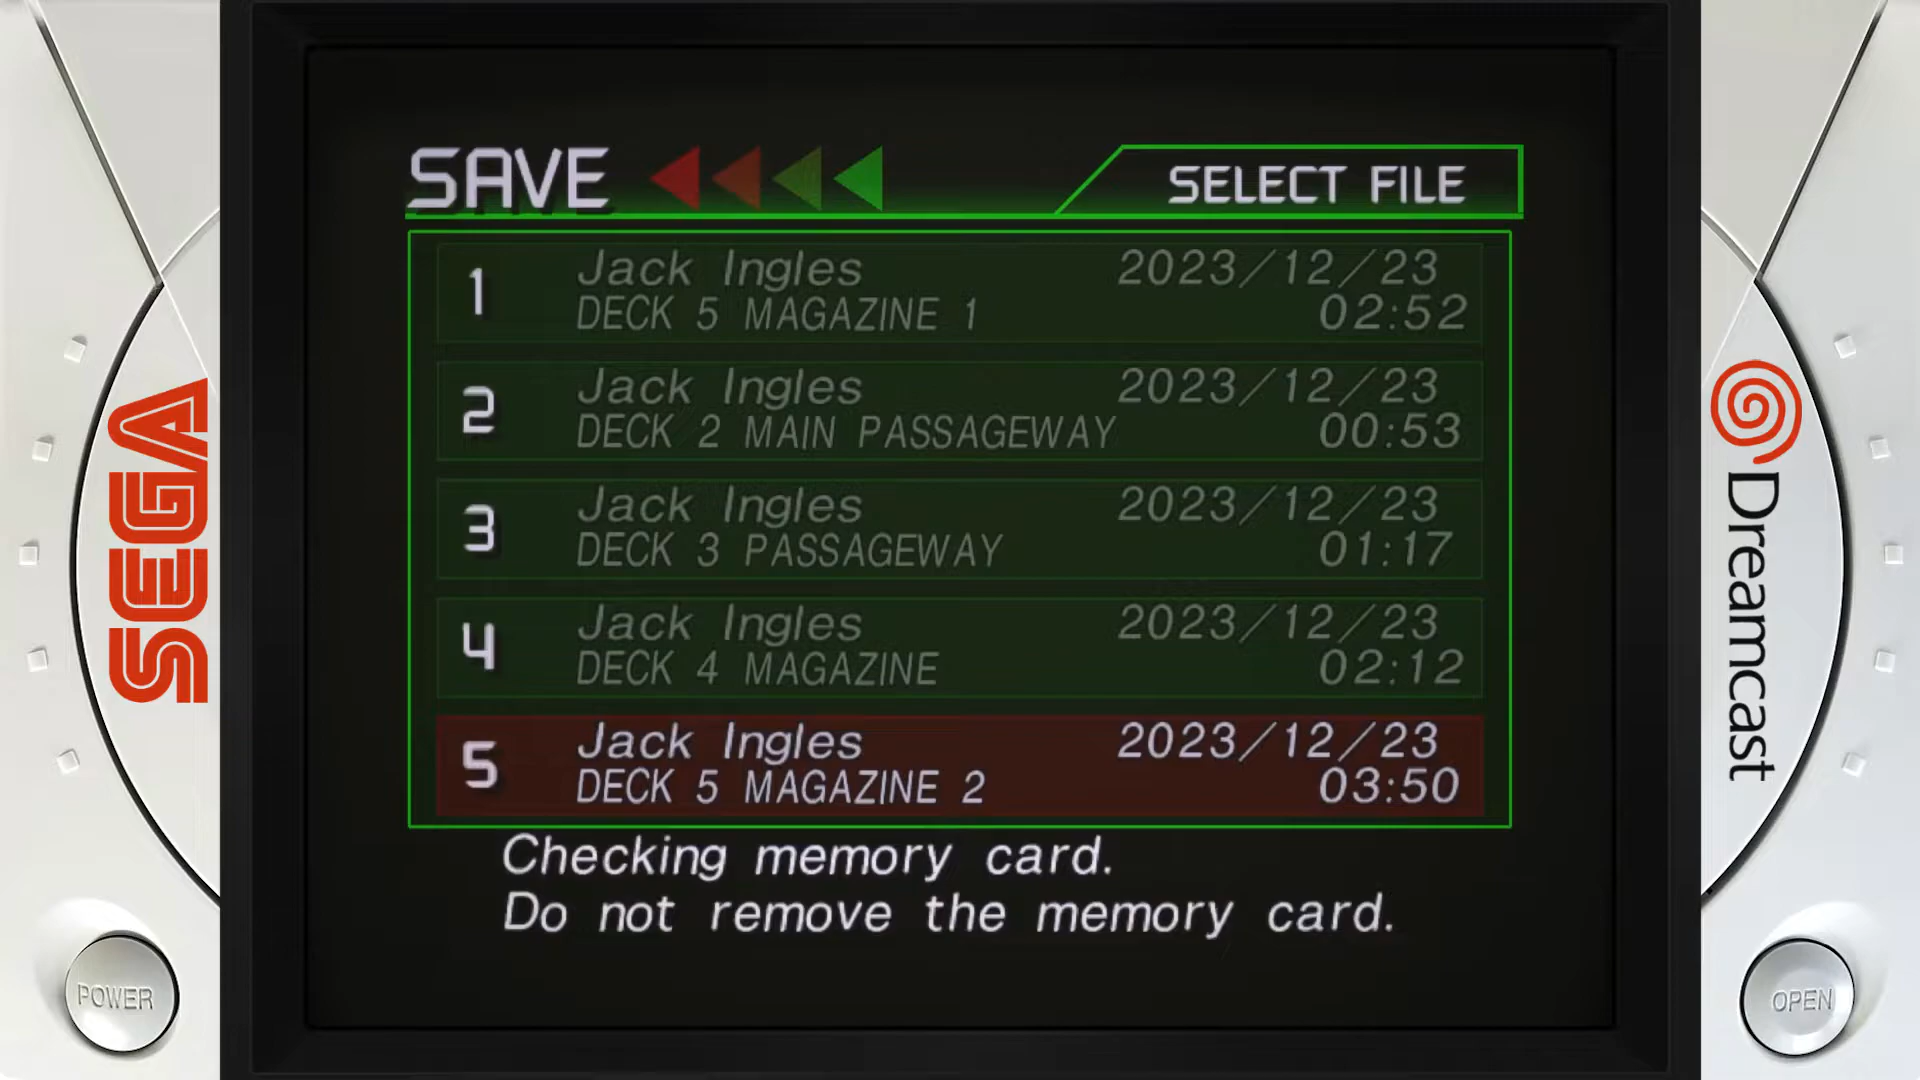 SAVE SELECT FILE
1 Jack Ingles 2023/12/23
DECK 5 MAGAZINE 1 02:52
2 Jack Ingles 2023/12/23
DECK 2 MAIN PASSAGEWAY 00:53
3 Jack Ingles 2023/12/23
DECK 3 PASSAGEWAY 01:17
4 Jack Ingles 2023/12/23
DECK 4 MAGAZINE 02:12
5 Jack Ingles 2023/12/23
DECK 5 MAGAZINE 2 03:50
Checking memory card.
Do not remove the memory card.
SEGA
Dreamcast
POWER
OPEN